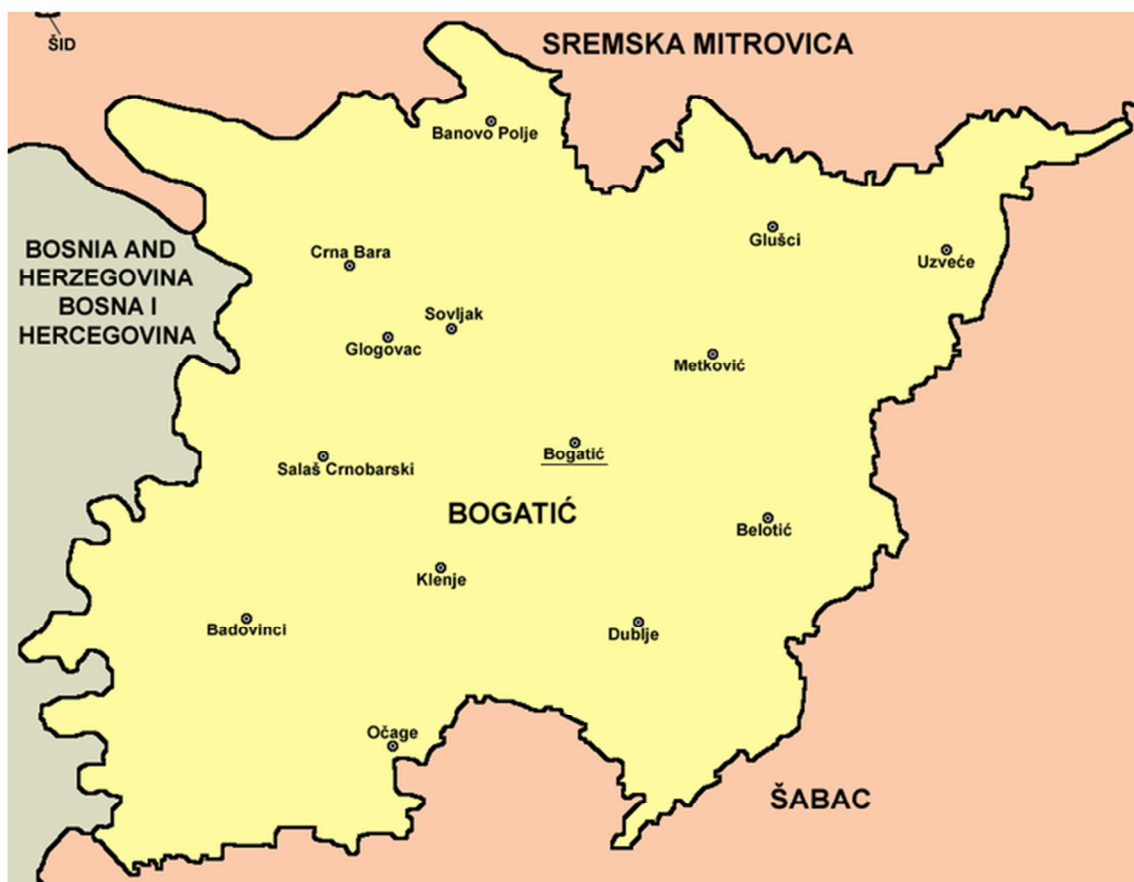 ŠID
SREMSKA MITROVICA
Banovo Polje
BOSNIA AND
HERZEGOVINA
BOSNA I
HERCEGOVINA
Crna Bara
Glušci
Uzveće
Sovljak
Glogovac
Metković
Bogatić
Salaš Crnobarski
BOGATIĆ
Belotić
Klenje
Badovinci
Dublje
Očage
ŠABAC